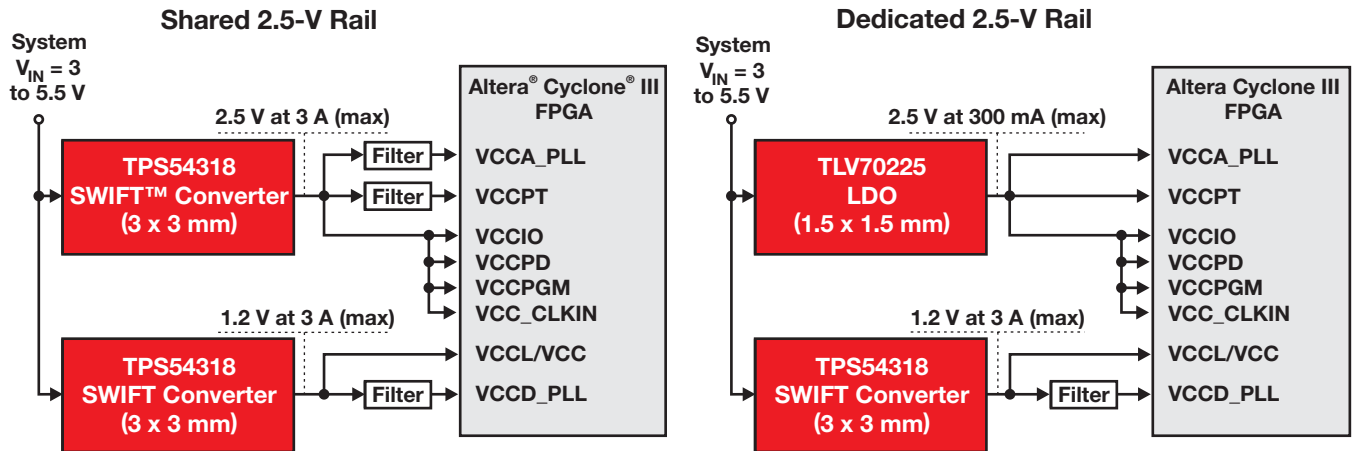 Shared 2.5-V Rail
System
VIN = 3
to 5.5 V
2.5 V at 3 A (max)
TPS54318
SWIFT™ Converter
(3 x 3 mm)
Filter
Filter
Altera® Cyclone® III
FPGA
VCCA_PLL
VCCPT
VCCIO
VCCPD
VCCPGM
VCC_CLKIN
1.2 V at 3 A (max)
TPS54318
SWIFT Converter
(3 x 3 mm)
Filter
VCCL/VCC
VCCD_PLL
Dedicated 2.5-V Rail
System
VIN = 3
to 5.5 V
2.5 V at 300 mA (max)
TLV70225
LDO
(1.5 x 1.5 mm)
Altera Cyclone III
FPGA
VCCA_PLL
VCCPT
VCCIO
VCCPD
VCCPGM
VCC_CLKIN
1.2 V at 3 A (max)
TPS54318
SWIFT Converter
(3 x 3 mm)
Filter
VCCL/VCC
VCCD_PLL